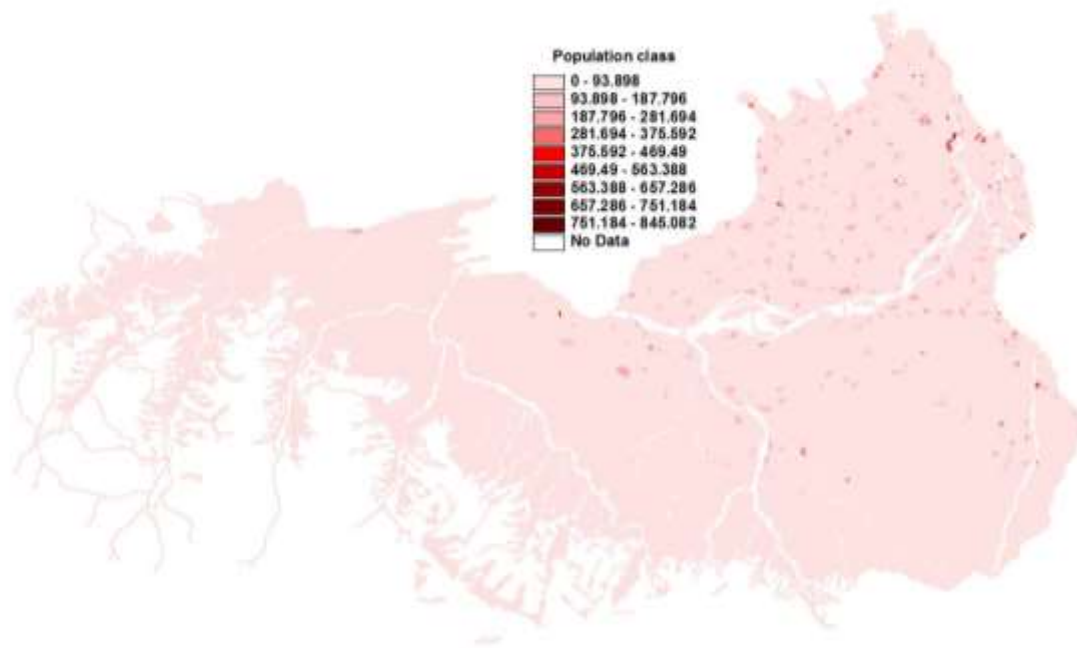 Population class
0 - 93.898
93.898 - 187.796
187.796 - 281.694
281.694 - 375.592
375.592 - 469.49
469.49 - 563.388
563.388 - 657.286
657.286 - 751.184
751.184 - 845.082
No Data